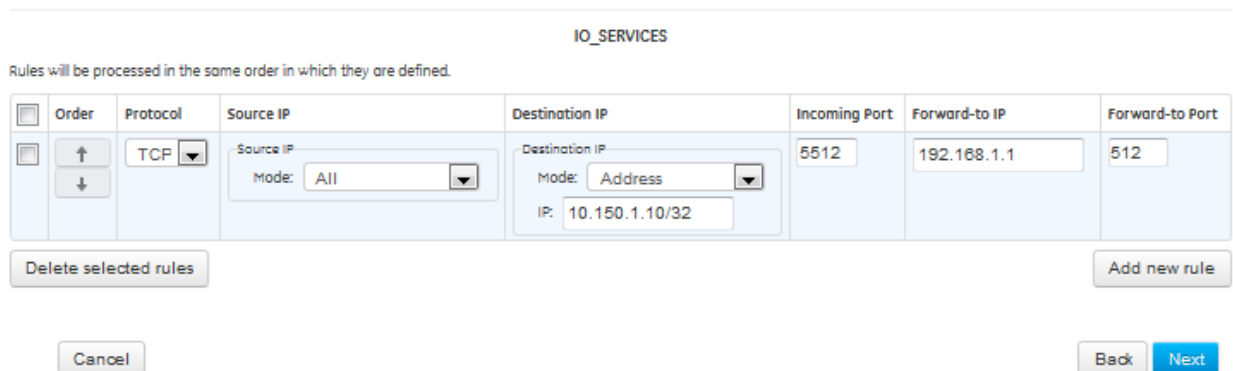 IO_SERVICES
Rules will be processed in the same order in which they are defined.
Order Protocol Source IP Destination IP Incoming Port Forward-to IP Forward-to Port
TCP Source IP Destination IP 5512 192.168.1.1 512
Mode: All Mode: Address
IP: 10.150.1.10/32
Delete selected rules Add new rule
Cancel Back Next